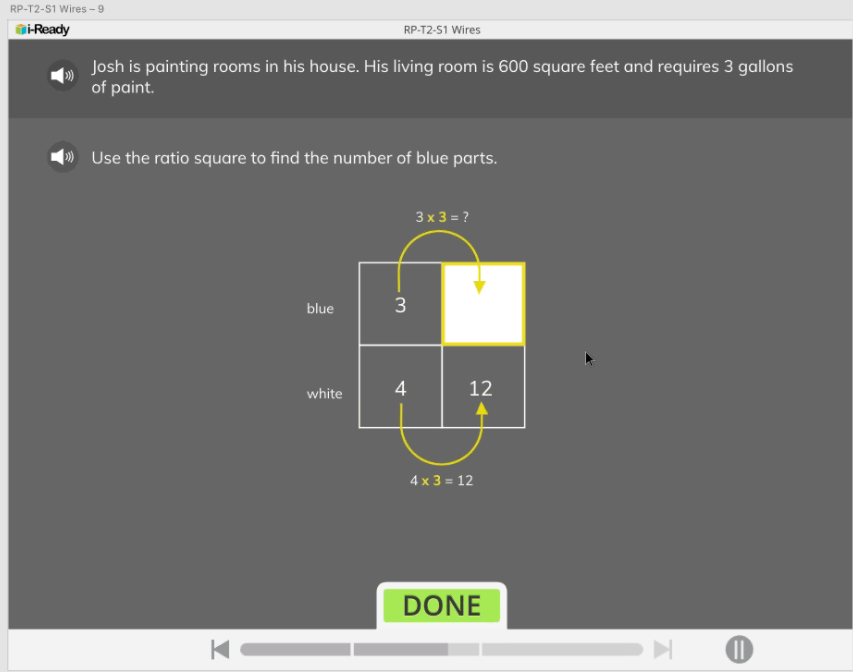 RP-T2-S1 Wires – 9
i-Ready
RP-T2-S1 Wires
Josh is painting rooms in his house. His living room is 600 square feet and requires 3 gallons
of paint.
Use the ratio square to find the number of blue parts.
3 x 3 = ?
blue
3
white
4
12
4 x 3 = 12
DONE